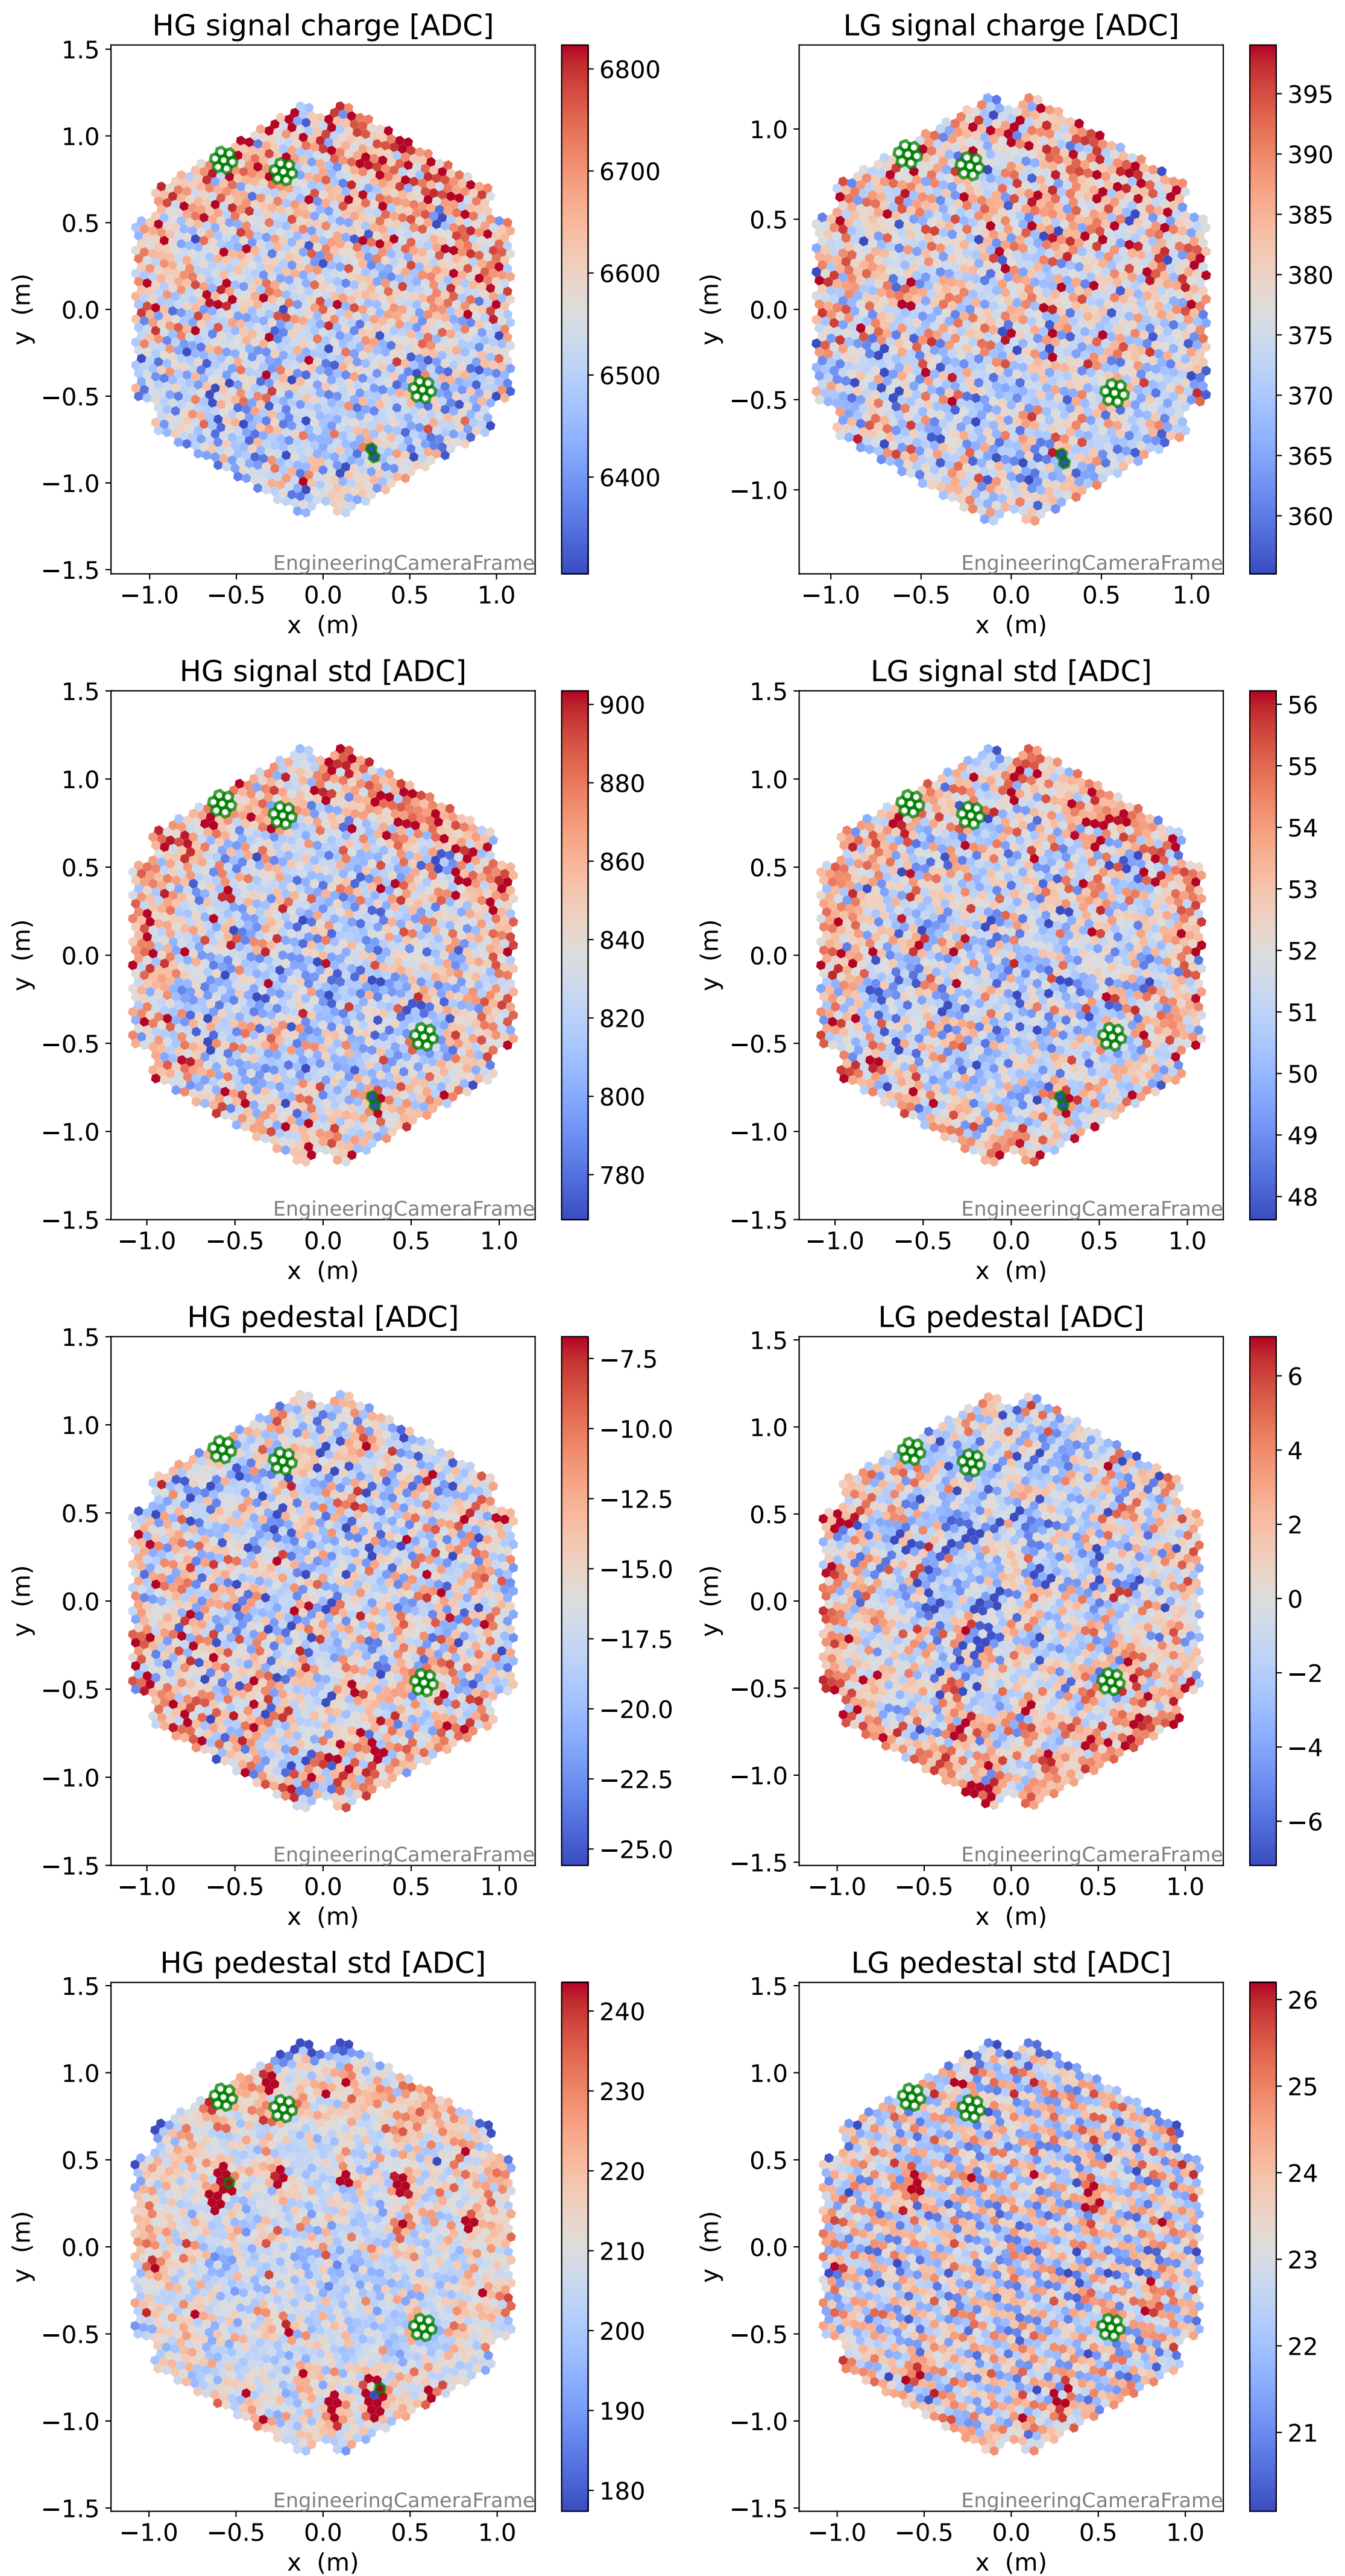 HG signal charge [ADC]
1.5
1.0
0.5
0.0
−0.5
−1.0
−1.5
y (m)
−1.0 −0.5 0.0 0.5 1.0
x (m)
EngineeringCameraFrame
6800
6700
6600
6500
6400
LG signal charge [ADC]
1.0
0.5
0.0
−0.5
−1.0
y (m)
−1.0 −0.5 0.0 0.5 1.0
x (m)
EngineeringCameraFrame
395
390
385
380
375
370
365
360
HG signal std [ADC]
1.5
1.0
0.5
0.0
−0.5
−1.0
−1.5
y (m)
−1.0 −0.5 0.0 0.5 1.0
x (m)
EngineeringCameraFrame
900
880
860
840
820
800
780
LG signal std [ADC]
1.5
1.0
0.5
0.0
−0.5
−1.0
−1.5
y (m)
−1.0 −0.5 0.0 0.5 1.0
x (m)
EngineeringCameraFrame
56
55
54
53
52
51
50
49
48
HG pedestal [ADC]
1.5
1.0
0.5
0.0
−0.5
−1.0
−1.5
y (m)
−1.0 −0.5 0.0 0.5 1.0
x (m)
EngineeringCameraFrame
−7.5
−10.0
−12.5
−15.0
−17.5
−20.0
−22.5
−25.0
LG pedestal [ADC]
1.5
1.0
0.5
0.0
−0.5
−1.0
−1.5
y (m)
−1.0 −0.5 0.0 0.5 1.0
x (m)
EngineeringCameraFrame
6
4
2
0
−2
−4
−6
HG pedestal std [ADC]
1.5
1.0
0.5
0.0
−0.5
−1.0
−1.5
y (m)
−1.0 −0.5 0.0 0.5 1.0
x (m)
EngineeringCameraFrame
240
230
220
210
200
190
180
LG pedestal std [ADC]
1.5
1.0
0.5
0.0
−0.5
−1.0
−1.5
y (m)
−1.0 −0.5 0.0 0.5 1.0
x (m)
EngineeringCameraFrame
26
25
24
23
22
21